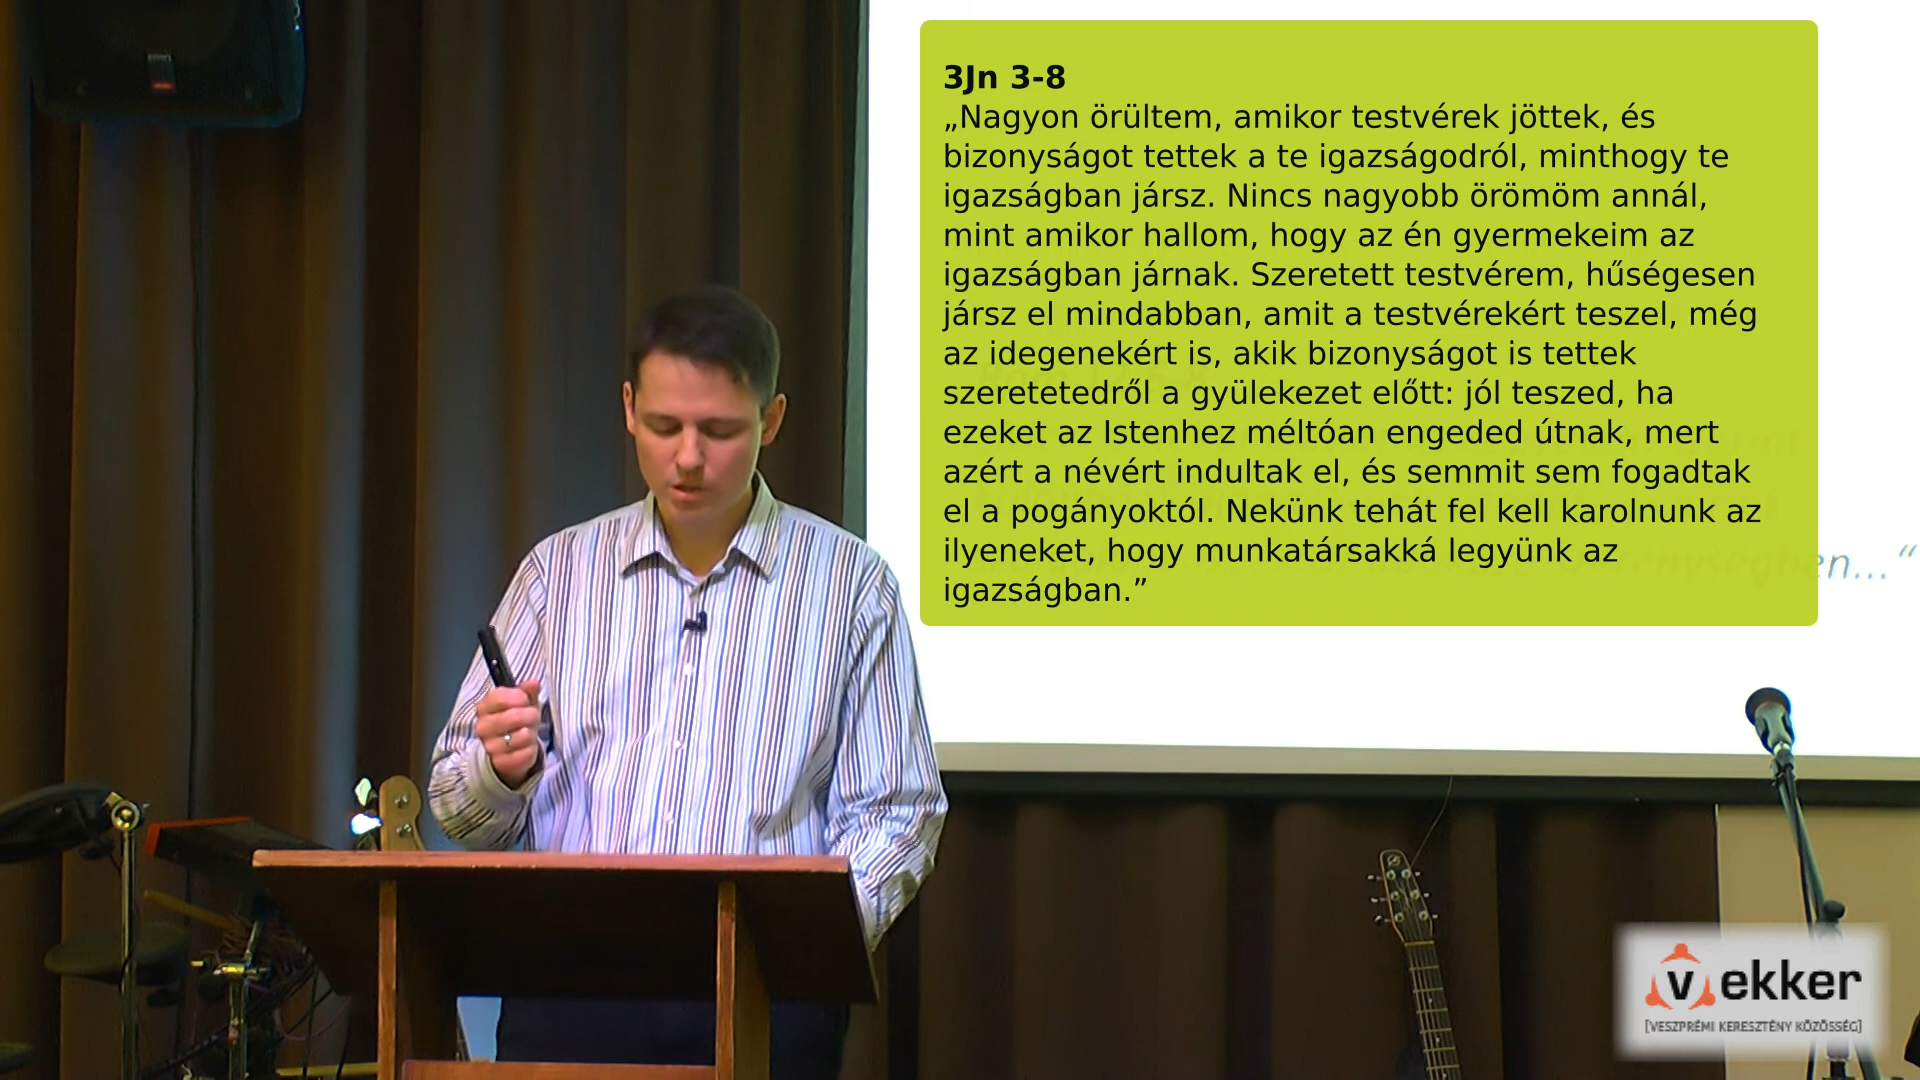 3Jn 3-8
„Nagyon örültem, amikor testvérek jöttek, és
bizonyságot tettek a te igazságodról, minthogy te
igazságban jársz. Nincs nagyobb örömöm annál,
mint amikor hallom, hogy az én gyermekeim az
igazságban járnak. Szeretett testvérem, hűségesen
jársz el mindabban, amit a testvérekért teszel, még
az idegenekért is, akik bizonyságot is tettek
szeretetedről a gyülekezet előtt: jól teszed, ha
ezeket az Istenhez méltóan engeded útnak, mert
azért a névért indultak el, és semmit sem fogadtak
el a pogányoktól. Nekünk tehát fel kell karolnunk az
ilyeneket, hogy munkatársakká legyünk az
igazságban.”
vekker
[VESZPRÉMI KERESZTÉNY KÖZÖSSÉG]